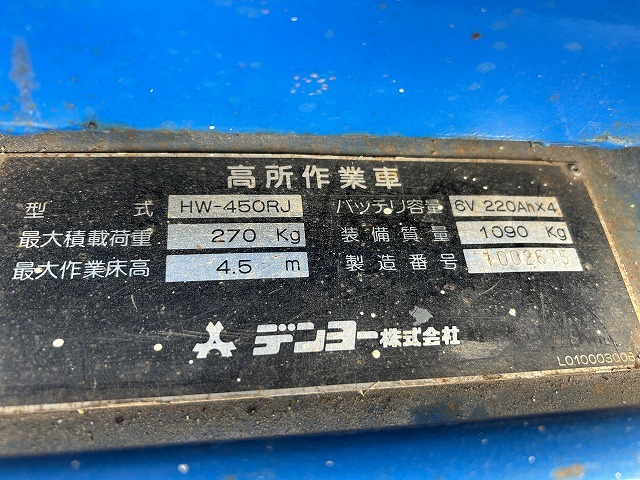 高所作業車
型式 HW-450RJ バッテリ容量 6V 220Ah×4
最大積載荷重 270 Kg 装備質量 1090 Kg
最大作業床高 4.5 m 製造番号 1002675
デンヨー株式会社
L010003008